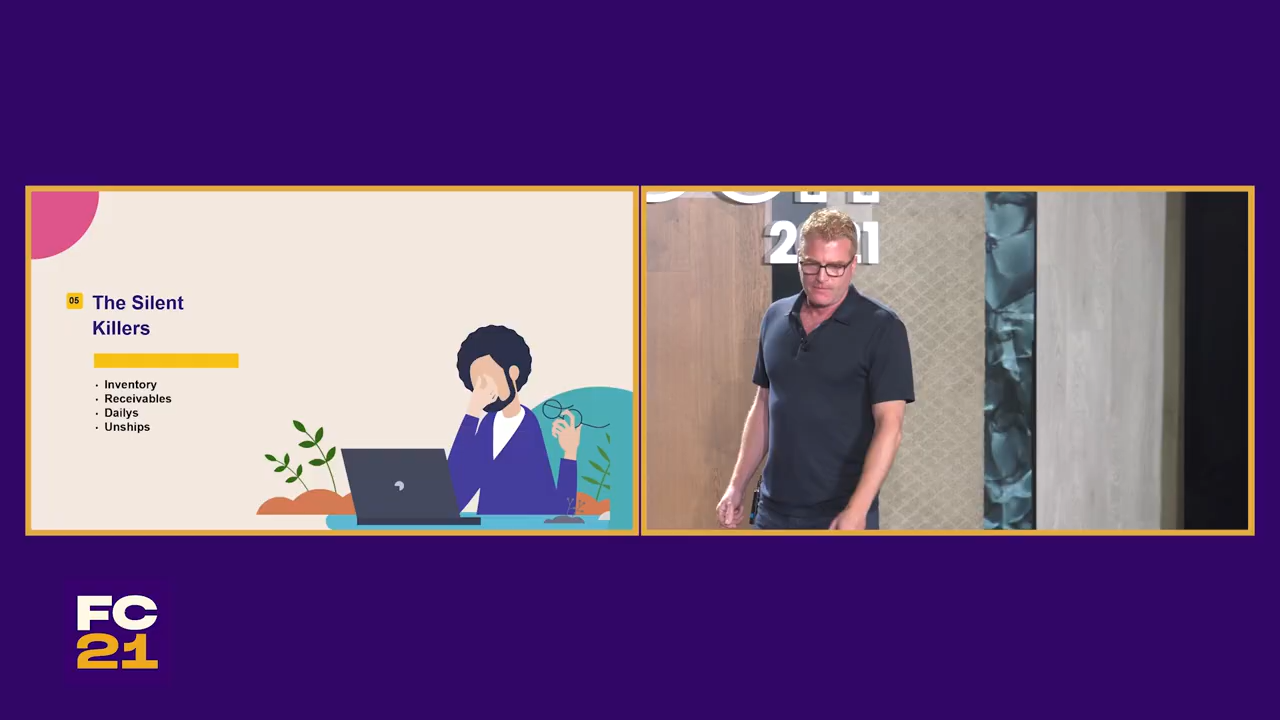 05
The Silent
Killers
· Inventory
· Receivables
· Dailys
· Unships
FC
21